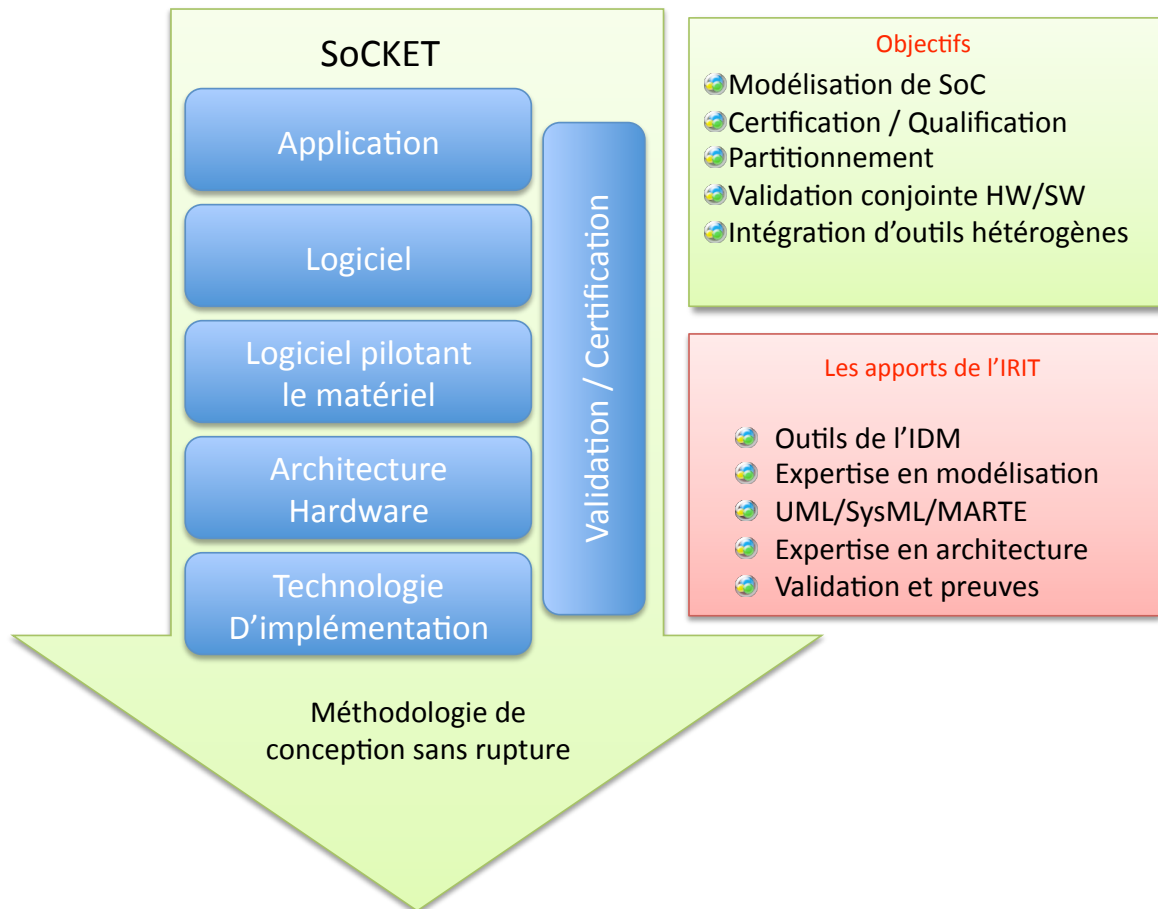 SoCKET
Application
Logiciel
Logiciel pilotant
le matériel
Architecture
Hardware
Technologie
D'implémentation
Validation / Certification
Méthodologie de
conception sans rupture
Objectifs
Modélisation de SoC
Certification / Qualification
Partitionnement
Validation conjointe HW/SW
Intégration d'outils hétérogènes
Les apports de l'IRIT
Outils de l'IDM
Expertise en modélisation
UML/SysML/MARTE
Expertise en architecture
Validation et preuves